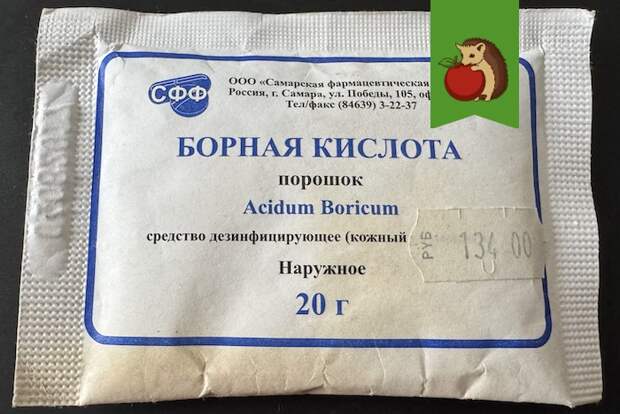 СФФ
ООО «Самарская фармацевтическая
Россия, г. Самара, ул. Победы, 105, оф
Тел/факс (84639) 3-22-37
БОРНАЯ КИСЛОТА
порошок
Acidum Boricum
средство дезинфицирующее (кожный
РУБ 134 00
Наружное
20 г